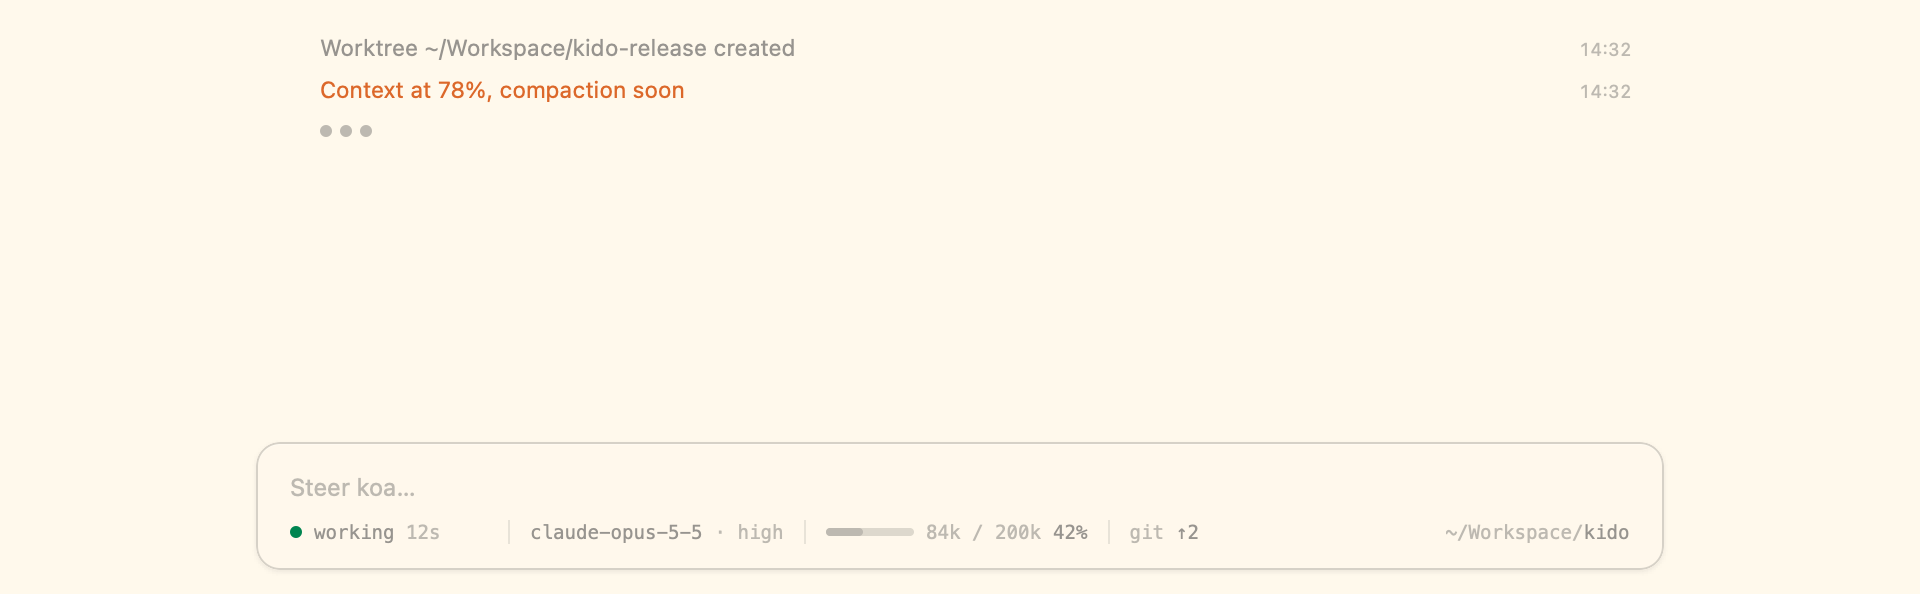 Worktree ~/Workspace/kido-release created 14:32
Context at 78%, compaction soon 14:32
Steer koa...
working 12s claude-opus-5-5 · high 84k / 200k 42% git ↑2 ~/Workspace/kido